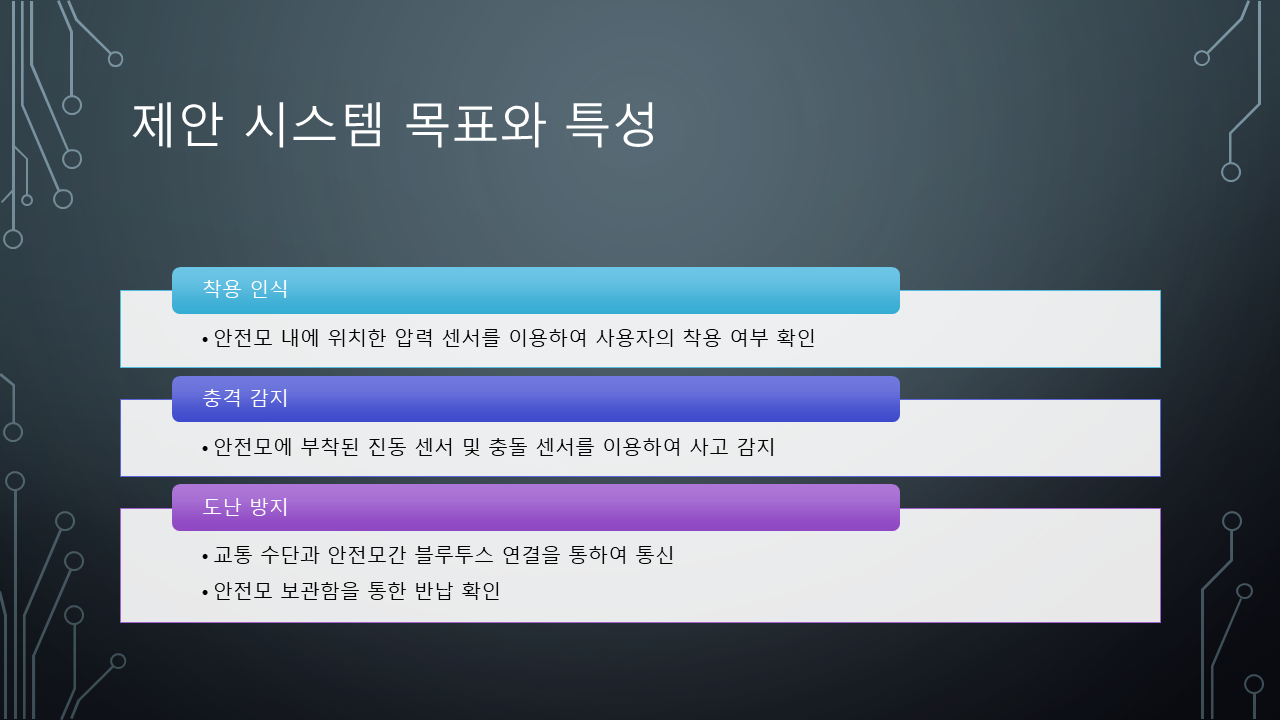 제안 시스템 목표와 특성
착용 인식
• 안전모 내에 위치한 압력 센서를 이용하여 사용자의 착용 여부 확인
충격 감지
• 안전모에 부착된 진동 센서 및 충돌 센서를 이용하여 사고 감지
도난 방지
• 교통 수단과 안전모간 블루투스 연결을 통하여 통신
• 안전모 보관함을 통한 반납 확인